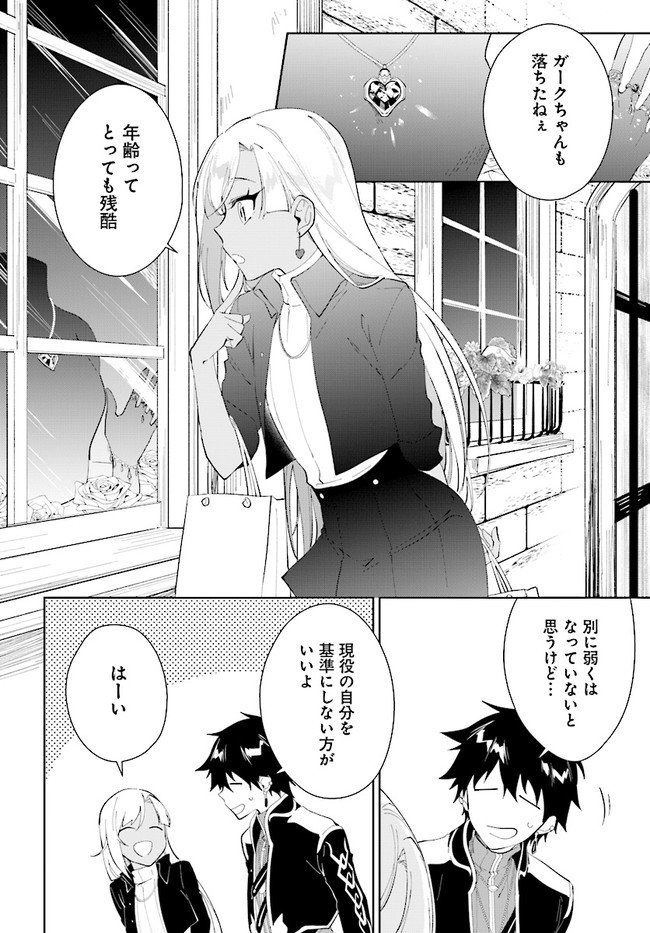 ガークちゃんも
落ちたねぇ
年齢って
とっても残酷
別に弱くは
なっていないと
思うけど…
現役の自分を
基準にしない方が
いいよ
はーい